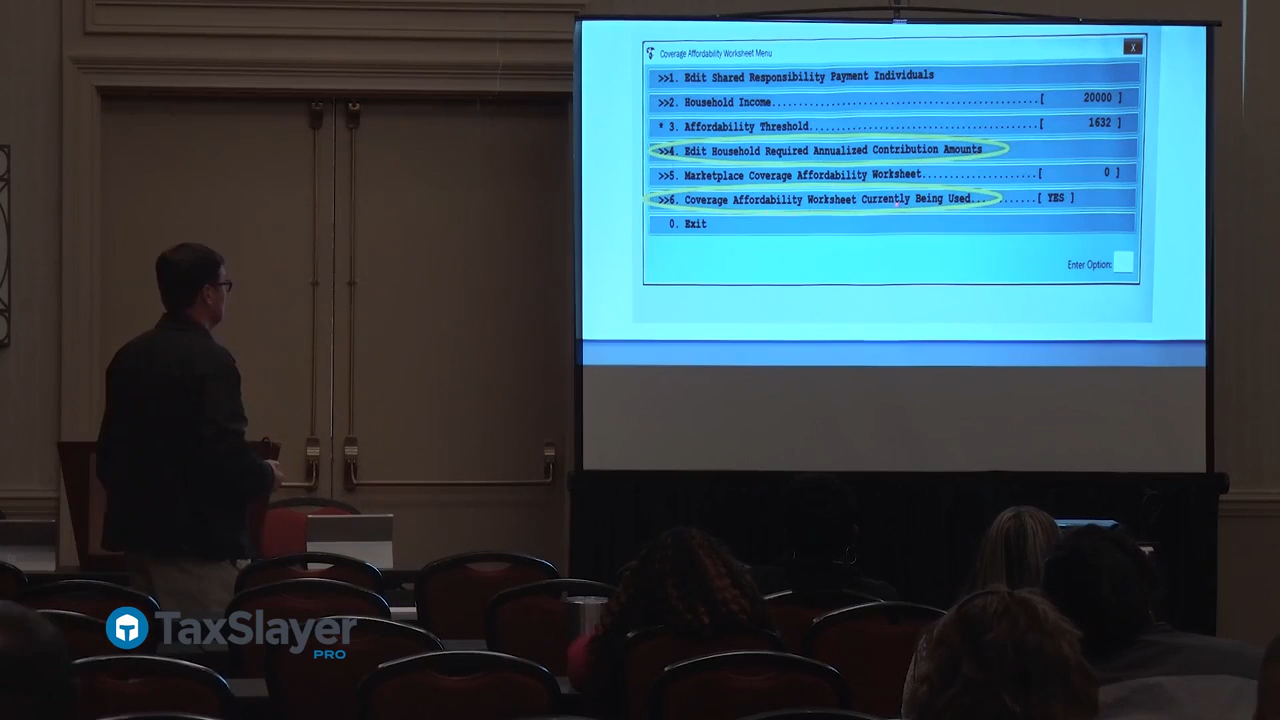 Coverage Affordability Worksheet Menu
X
>>1. Edit Shared Responsibility Payment Individuals
>>2. Household Income...........................................[ 20000 ]
* 3. Affordability Threshold.....................................[ 1632 ]
>>4. Edit Household Required Annualized Contribution Amounts
>>5. Marketplace Coverage Affordability Worksheet...................[ 0 ]
>>6. Coverage Affordability Worksheet Currently Being Used..........[ YES ]
0. Exit
Enter Option:
TaxSlayer
PRO